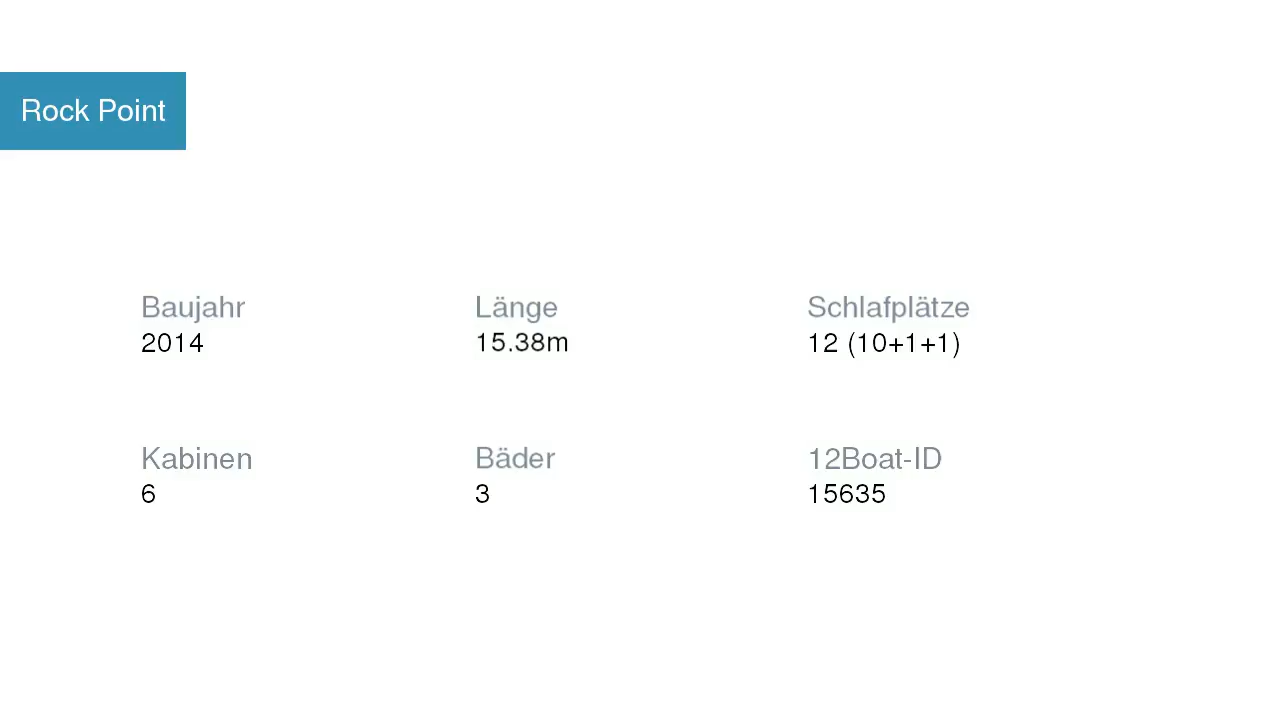 Rock Point
Baujahr
2014
Länge
15.38m
Schlafplätze
12 (10+1+1)
Kabinen
6
Bäder
3
12Boat-ID
15635